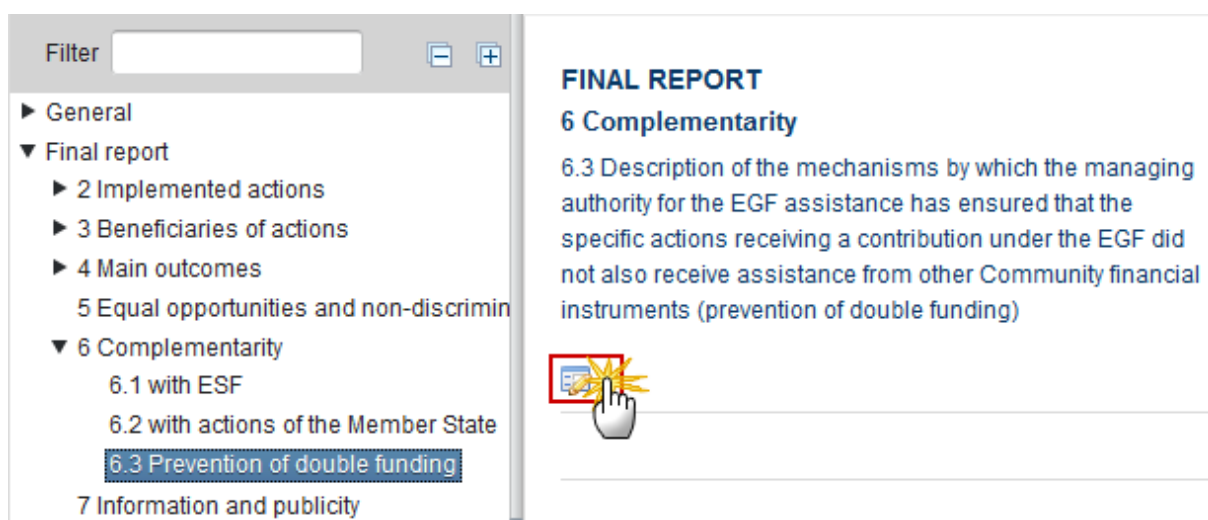 Filter
General
Final report
2 Implemented actions
3 Beneficiaries of actions
4 Main outcomes
5 Equal opportunities and non-discrimin
6 Complementarity
6.1 with ESF
6.2 with actions of the Member State
6.3 Prevention of double funding
7 Information and publicity
FINAL REPORT
6 Complementarity
6.3 Description of the mechanisms by which the managing
authority for the EGF assistance has ensured that the
specific actions receiving a contribution under the EGF did
not also receive assistance from other Community financial
instruments (prevention of double funding)